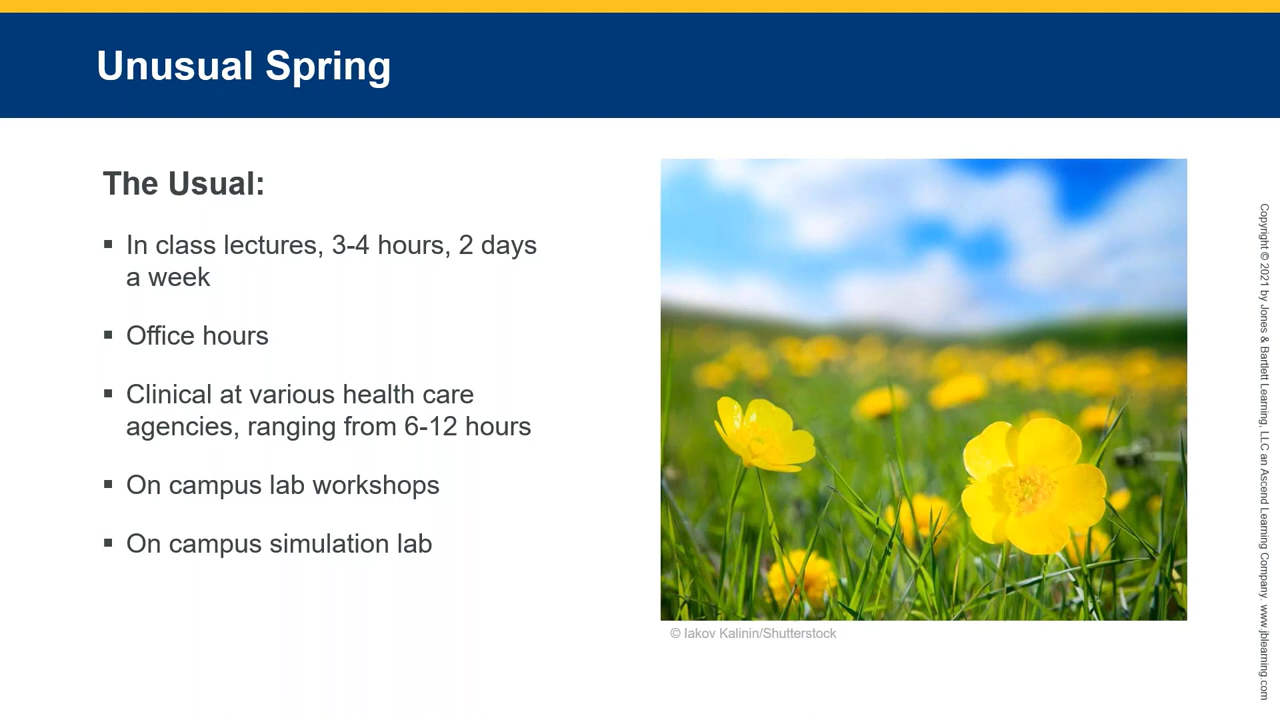 Unusual Spring
The Usual:
▪ In class lectures, 3-4 hours, 2 days
a week
▪ Office hours
▪ Clinical at various health care
agencies, ranging from 6-12 hours
▪ On campus lab workshops
▪ On campus simulation lab
© Iakov Kalinin/Shutterstock
Copyright © 2021 by Jones & Bartlett Learning, LLC an Ascend Learning Company. www.jblearning.com